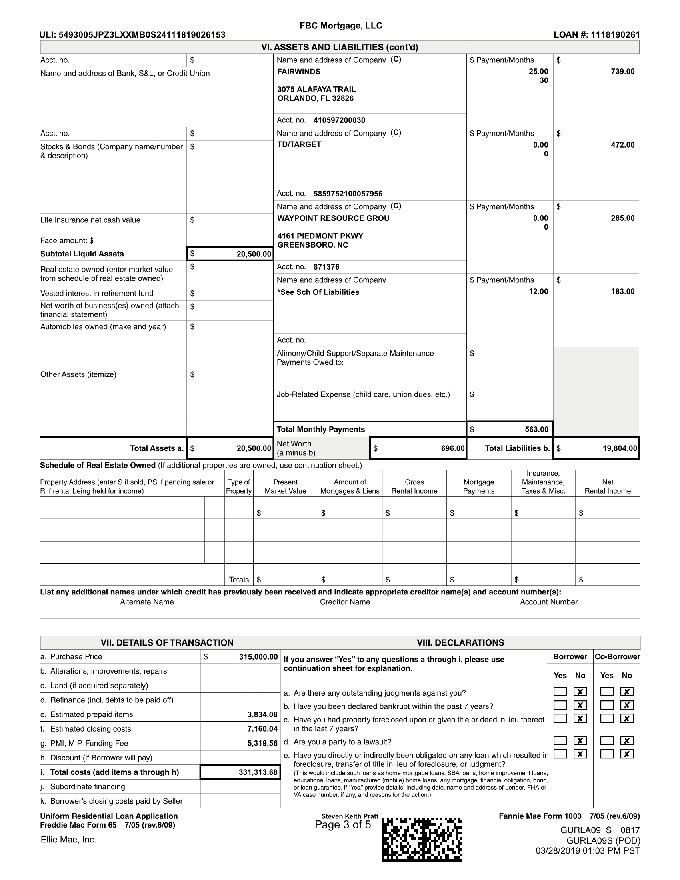 FBC Mortgage, LLC
ULI: 5493005JPZ3LXXMB0S24111819026153
LOAN #: 1118190261
VI. ASSETS AND LIABILITIES (cont'd)
Acct. no. $
Name and address of Bank, S&L, or Credit Union
Name and address of Company (C) $ Payment/Months $
FAIRWINDS 25.00 739.00
30
3075 ALAFAYA TRAIL
ORLANDO, FL 32826
Acct. no. 410597200030
Acct. no. $
Name and address of Company (C) $ Payment/Months $
Stocks & Bonds (Company name/number $
& description)
TD/TARGET 0.00 472.00
0
Acct. no. 5859752100057956
Name and address of Company (C) $ Payment/Months $
Life insurance net cash value $
WAYPOINT RESOURCE GROU 0.00 285.00
0
4161 PIEDMONT PKWY
GREENSBORO, NC
Face amount: $
Subtotal Liquid Assets $ 20,500.00
Acct. no. 871376
Real estate owned (enter market value $
from schedule of real estate owned)
Name and address of Company $ Payment/Months $
Vested interest in retirement fund $
*See Sch Of Liabilities 12.00 183.00
Net worth of business(es) owned (attach $
financial statement)
Automobiles owned (make and year) $
Acct. no.
Alimony/Child Support/Separate Maintenance $
Payments Owed to:
Other Assets (itemize) $
Job-Related Expense (child care, union dues, etc.) $
Total Monthly Payments $ 563.00
Total Assets a. $ 20,500.00
Net Worth $ 696.00
(a minus b)
Total Liabilities b. $ 19,804.00
Schedule of Real Estate Owned (If additional properties are owned, use continuation sheet.)
Property Address (enter S if sold, PS if pending sale or
R if rental being held for income)
Type of
Property
Present
Market Value
Amount of
Mortgages & Liens
Gross
Rental Income
Mortgage
Payments
Insurance,
Maintenance,
Taxes & Misc.
Net
Rental Income
$ $ $ $ $ $
Totals $ $ $ $ $ $
List any additional names under which credit has previously been received and indicate appropriate creditor name(s) and account number(s):
Alternate Name Creditor Name Account Number
VII. DETAILS OF TRANSACTION
a. Purchase Price $ 315,000.00
b. Alterations, improvements, repairs
c. Land (if acquired separately)
d. Refinance (incl. debts to be paid off)
e. Estimated prepaid items 3,834.08
f. Estimated closing costs 7,160.04
g. PMI, MIP, Funding Fee 5,319.56
h. Discount (if Borrower will pay)
i. Total costs (add items a through h) 331,313.68
j. Subordinate financing
k. Borrower's closing costs paid by Seller
VIII. DECLARATIONS
If you answer "Yes" to any questions a through i, please use
continuation sheet for explanation.
Borrower Co-Borrower
Yes No Yes No
a. Are there any outstanding judgments against you? X X
b. Have you been declared bankrupt within the past 7 years? X X
c. Have you had property foreclosed upon or given title or deed in lieu thereof X X
in the last 7 years?
d. Are you a party to a lawsuit? X X
e. Have you directly or indirectly been obligated on any loan which resulted in X X
foreclosure, transfer of title in lieu of foreclosure, or judgment?
(This would include such loans as home mortgage loans, SBA loans, home improvement loans,
educational loans, manufactured (mobile) home loans, any mortgage, financial obligation, bond,
or loan guarantee. If "Yes" provide details, including date, name and address of Lender, FHA or
VA case number, if any, and reasons for the action.)
Uniform Residential Loan Application
Freddie Mac Form 65 7/05 (rev.6/09)
Ellie Mae, Inc.
Steven Keith Pratt
Page 3 of 5
Fannie Mae Form 1003 7/05 (rev.6/09)
GURLA09_S 0817
GURLA09S (POD)
03/28/2019 01:03 PM PST